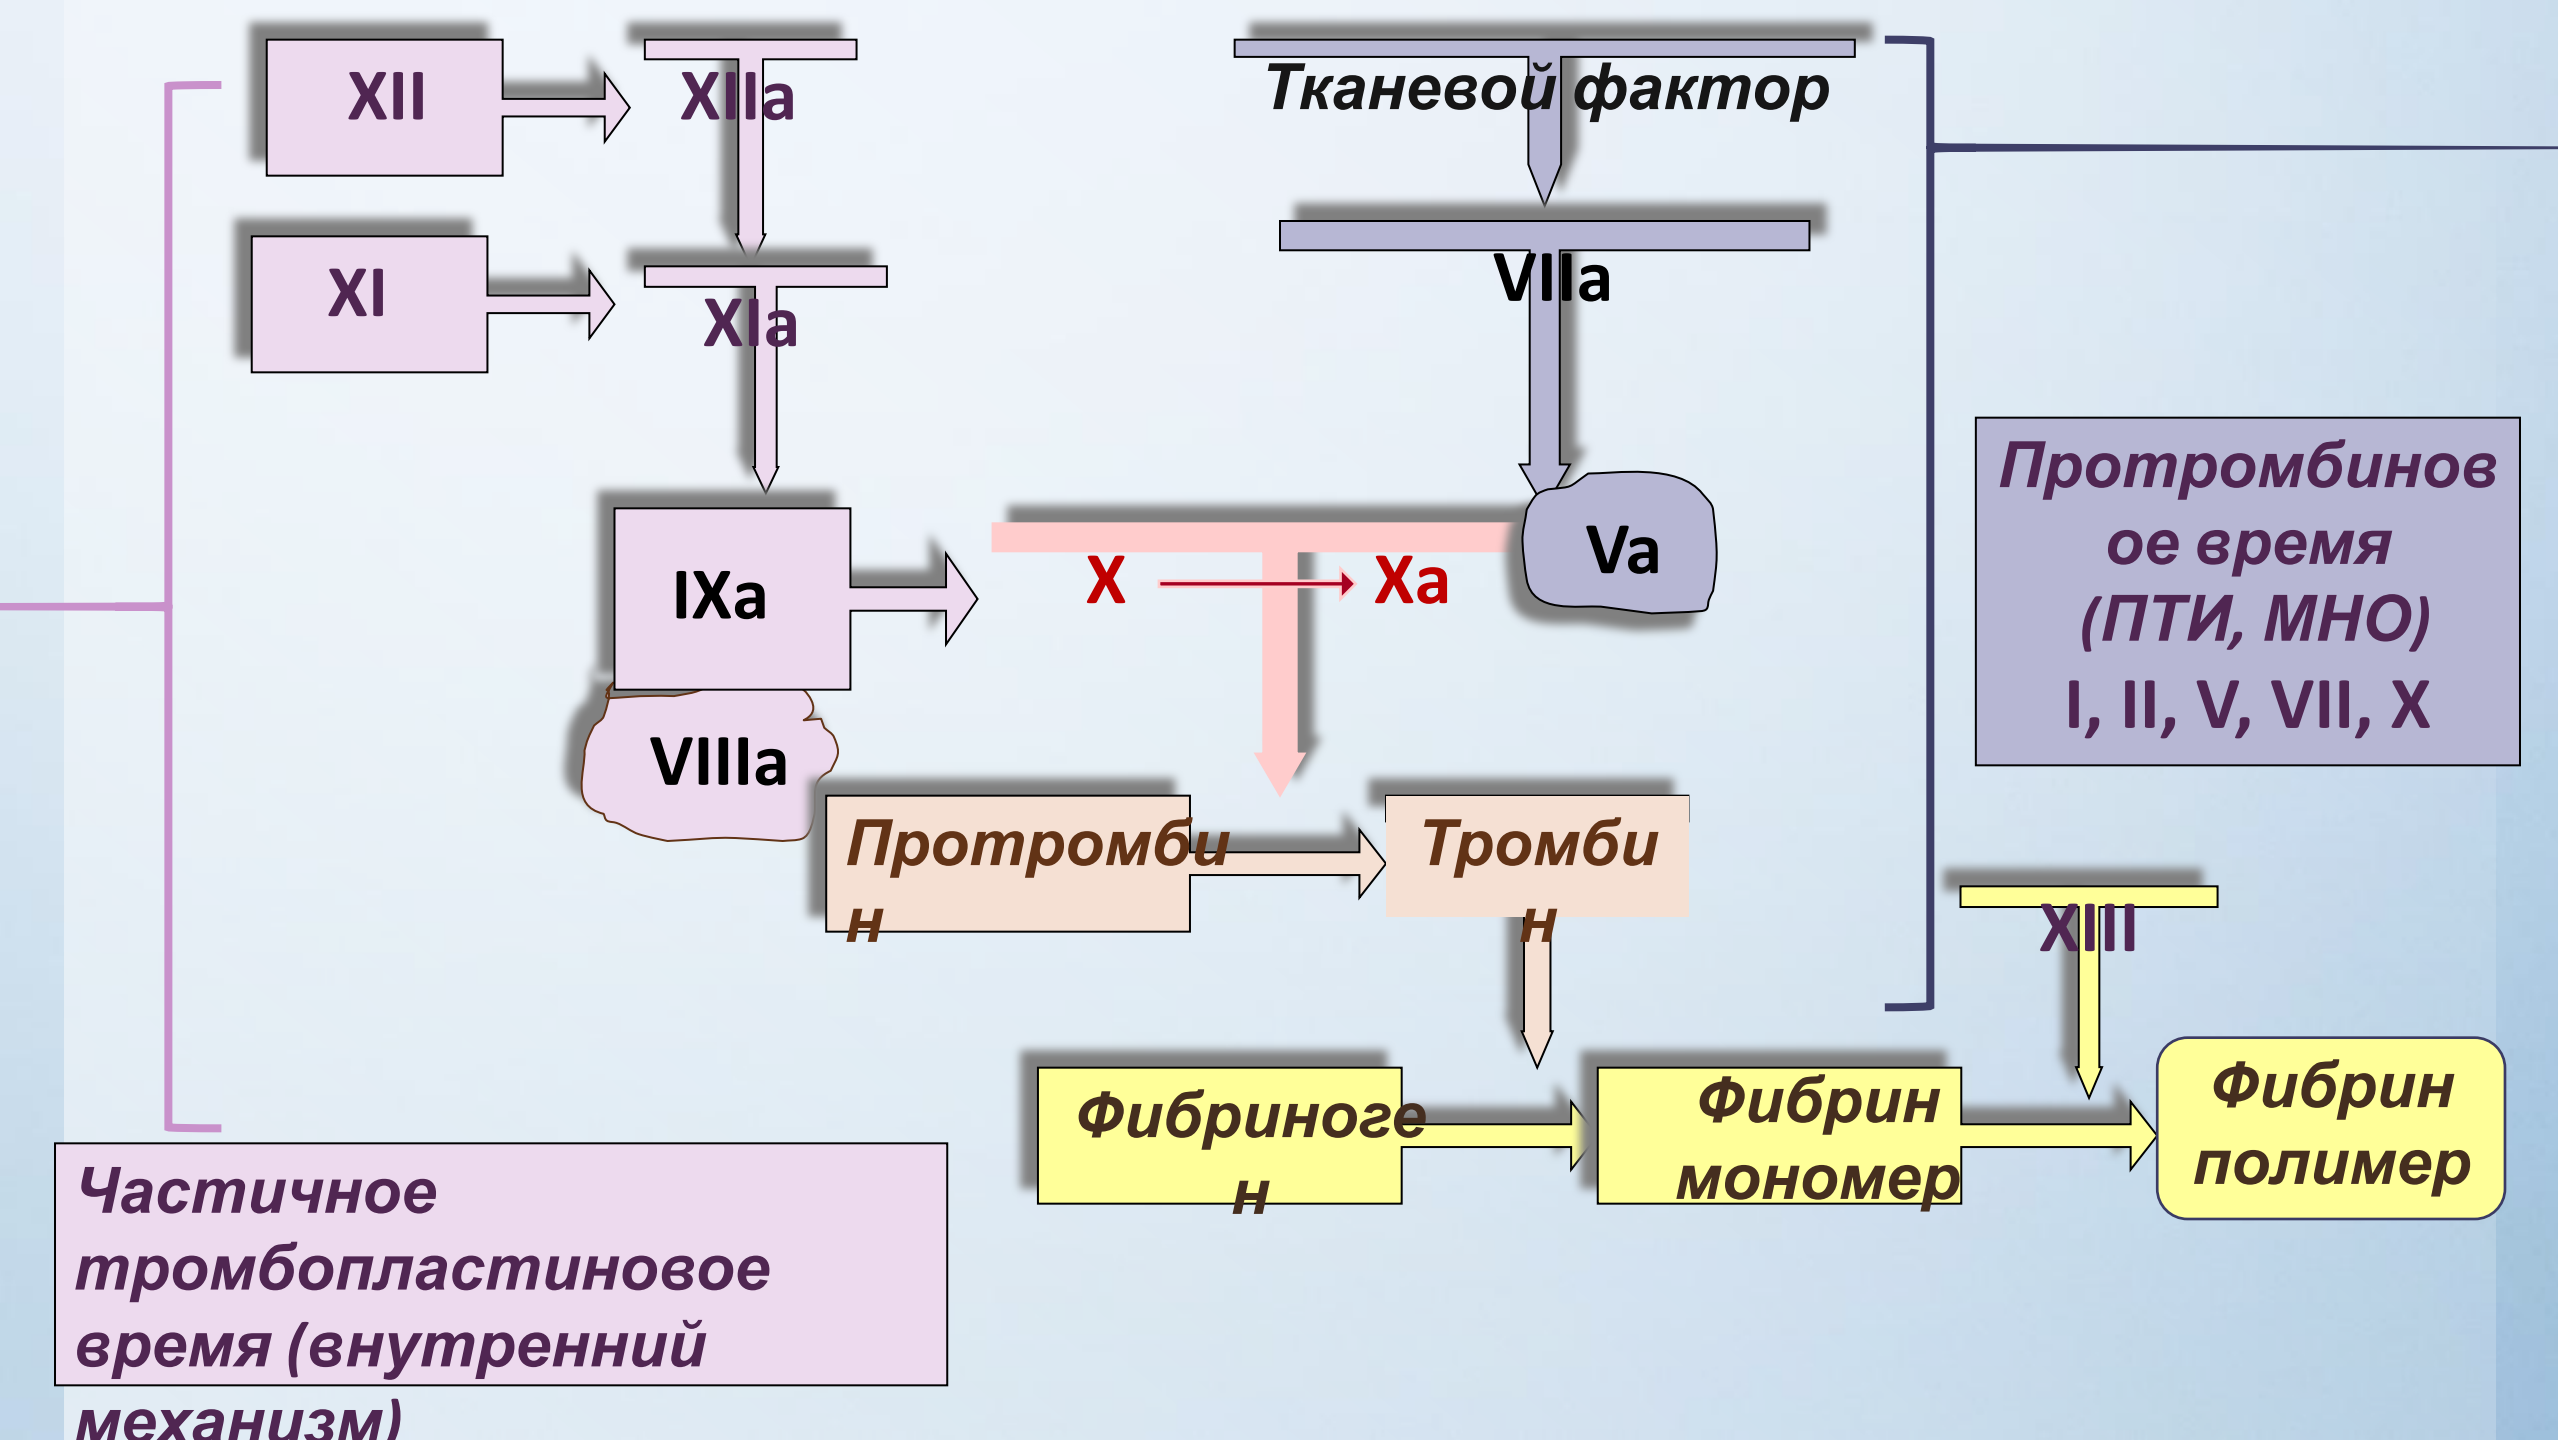 XII
XIIa
Тканевой фактор
XI
XIa
VIIa
IXa
X
Xa
Va
VIIIa
Протромбинов
ое время
(ПТИ, МНО)
I, II, V, VII, X
Протромби
н
Тромби
н
XIII
Фибриноге
н
Фибрин
мономер
Фибрин
полимер
Частичное
тромбопластиновое
время (внутренний
механизм)